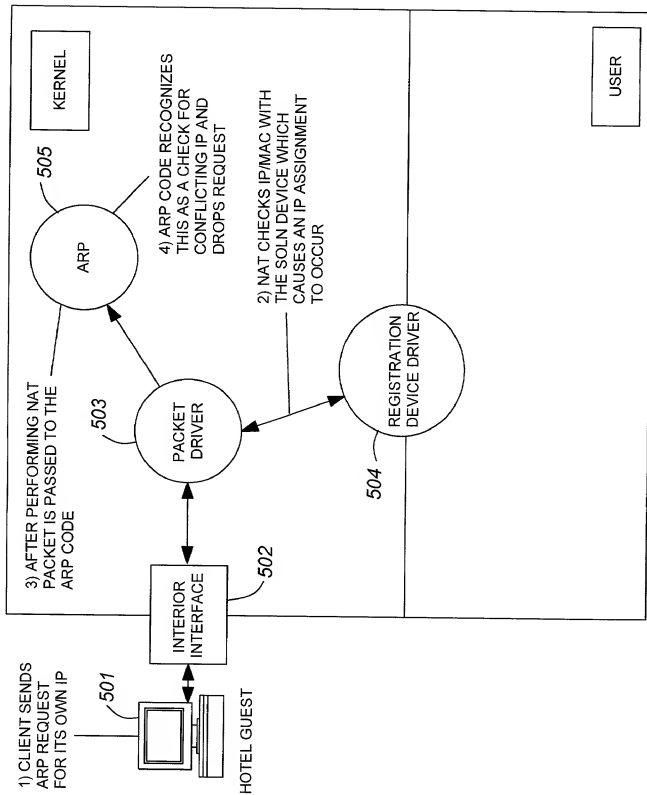 1) CLIENT SENDS
ARP REQUEST
FOR ITS OWN IP
501
HOTEL GUEST
INTERIOR
INTERFACE
502
3) AFTER PERFORMING NAT
PACKET IS PASSED TO THE
ARP CODE
503
PACKET
DRIVER
ARP
505
KERNEL
4) ARP CODE RECOGNIZES
THIS AS A CHECK FOR
CONFLICTING IP AND
DROPS REQUEST
2) NAT CHECKS IP/MAC WITH
THE SOLN DEVICE WHICH
CAUSES AN IP ASSIGNMENT
TO OCCUR
504
REGISTRATION
DEVICE DRIVER
USER